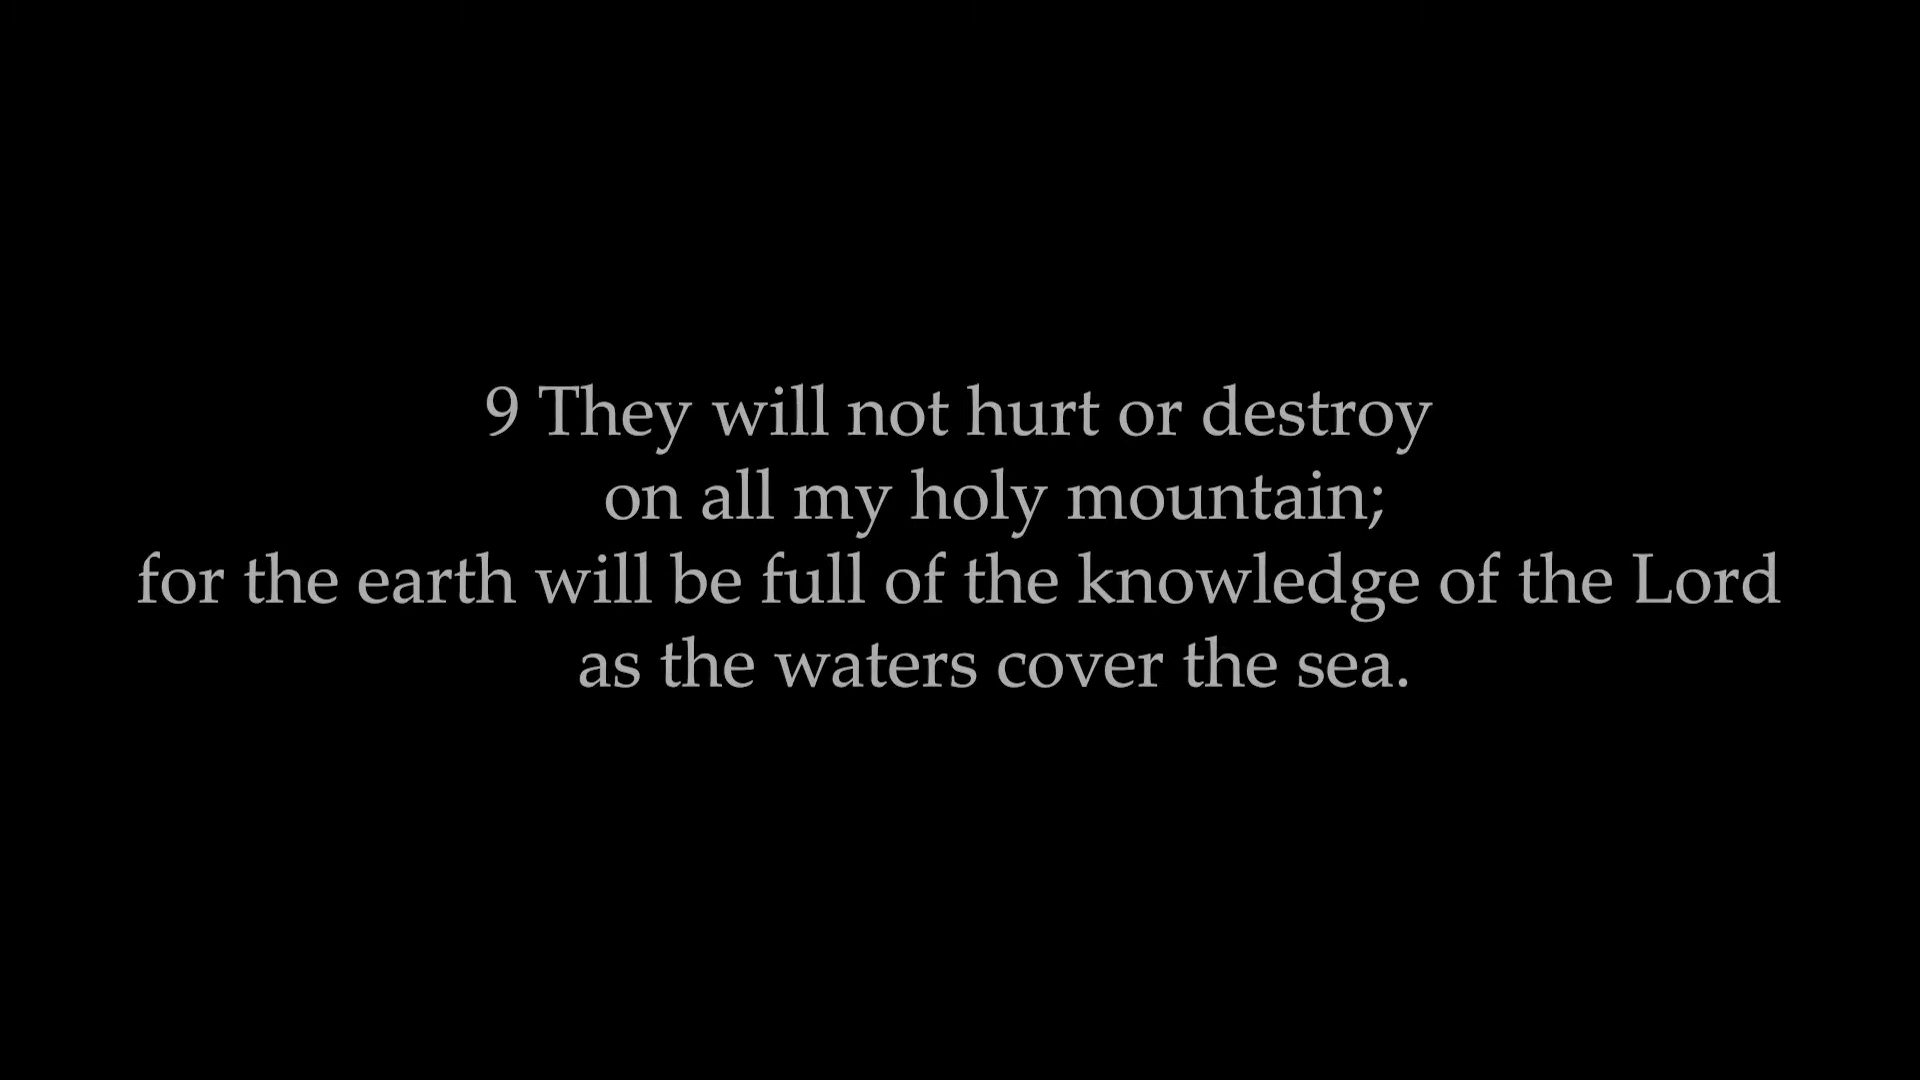 9 They will not hurt or destroy
on all my holy mountain;
for the earth will be full of the knowledge of the Lord
as the waters cover the sea.